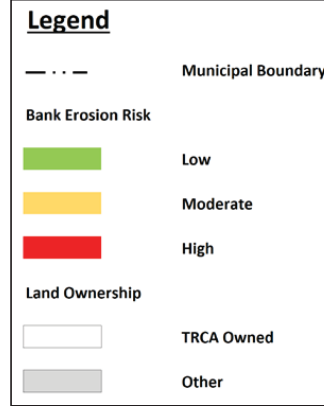 Legend
Municipal Boundary
Bank Erosion Risk
Low
Moderate
High
Land Ownership
TRCA Owned
Other